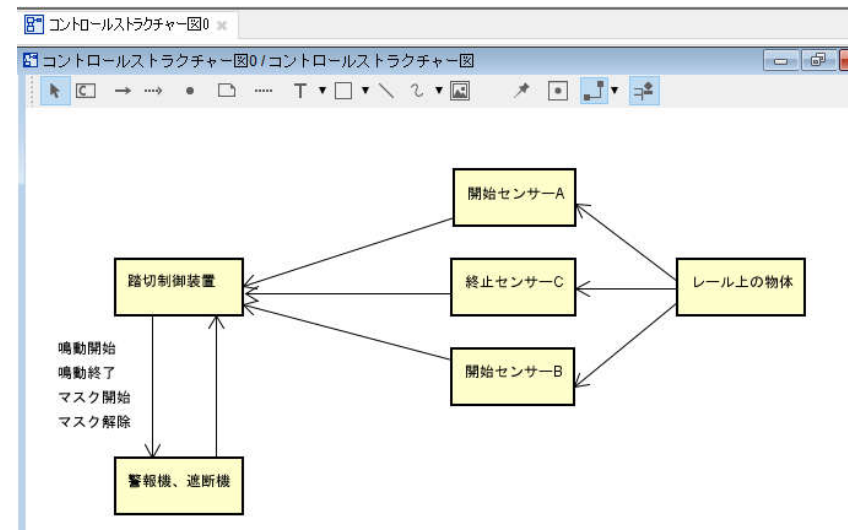 コントロールストラクチャー図0
コントロールストラクチャー図0/コントロールストラクチャー図
開始センサーA
踏切制御装置
終止センサーC
レール上の物体
鳴動開始
鳴動終了
マスク開始
マスク解除
開始センサーB
警報機、遮断機